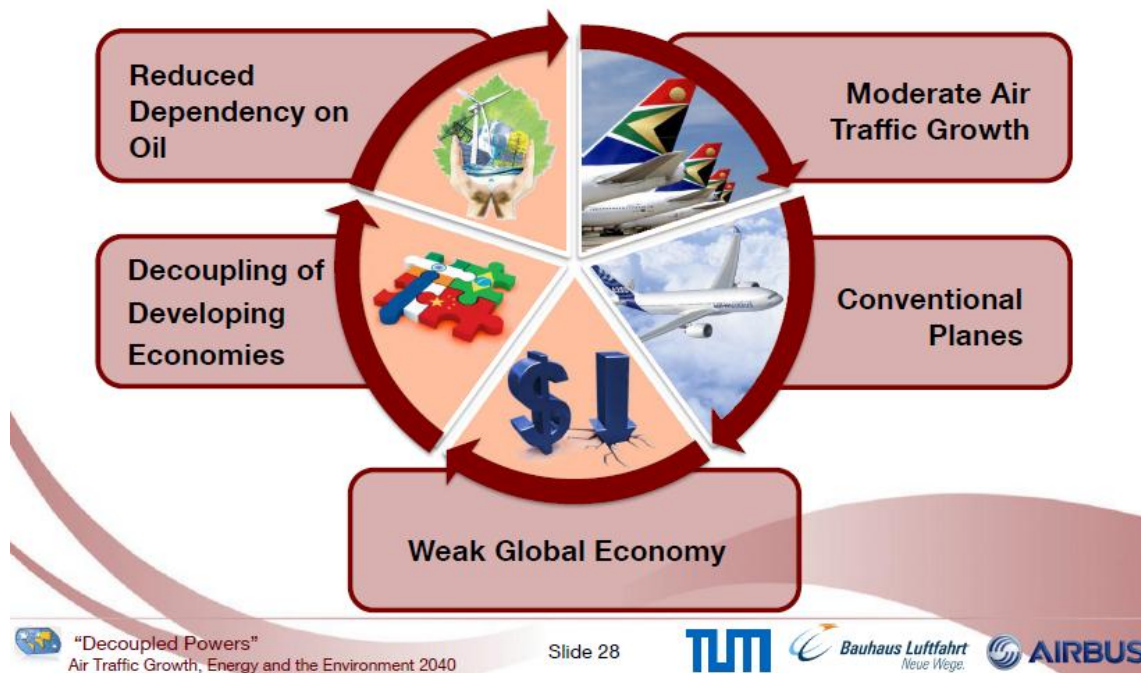 Reduced
Dependency on
Oil
Moderate Air
Traffic Growth
Decoupling of
Developing
Economies
Conventional
Planes
Weak Global Economy
"Decoupled Powers"
Air Traffic Growth, Energy and the Environment 2040
Slide 28
TUM
Bauhaus Luftfahrt
Neue Wege.
AIRBUS